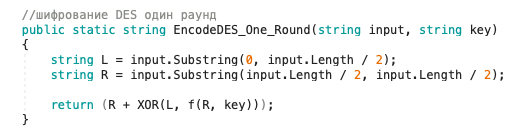 //шифрование DES один раунд
public static string EncodeDES_One_Round(string input, string key)
{
    string L = input.Substring(0, input.Length / 2);
    string R = input.Substring(input.Length / 2, input.Length / 2);

    return (R + XOR(L, f(R, key)));
}